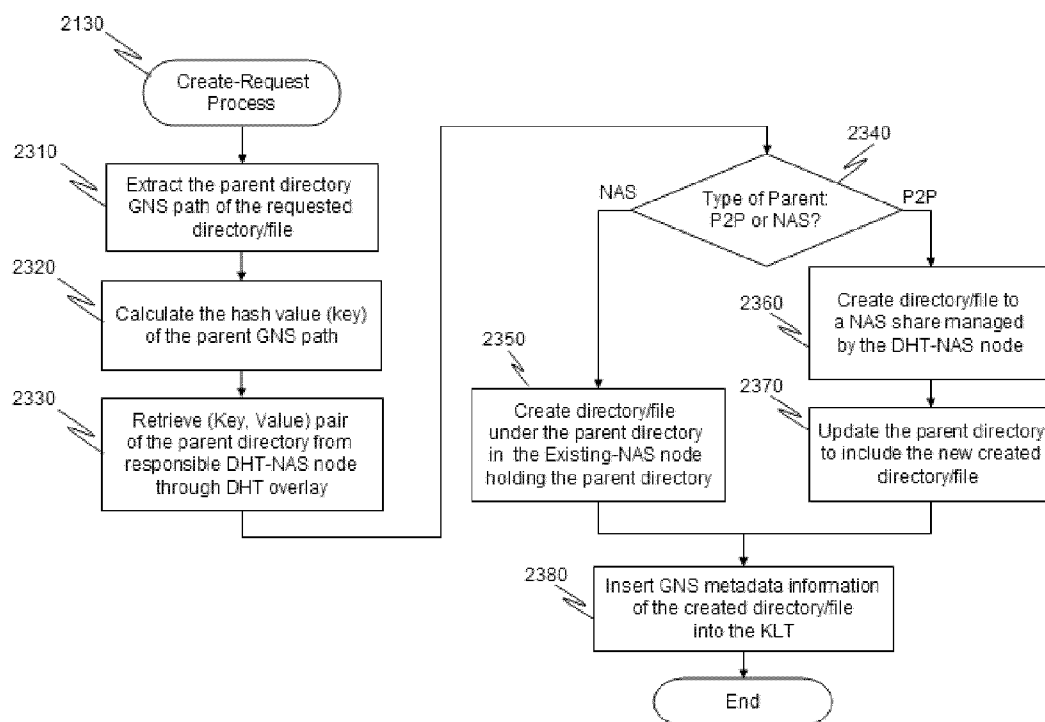 2130
Create-Request
Process
2310
Extract the parent directory
GNS path of the requested
directory/file
2320
Calculate the hash value (key)
of the parent GNS path
2330
Retrieve (Key, Value) pair
of the parent directory from
responsible DHT-NAS node
through DHT overlay
2340
Type of Parent:
P2P or NAS?
NAS
P2P
2350
Create directory/file
under the parent directory
in the Existing-NAS node
holding the parent directory
2360
Create directory/file to
a NAS share managed
by the DHT-NAS node
2370
Update the parent directory
to include the new created
directory/file
2380
Insert GNS metadata information
of the created directory/file
into the KLT
End